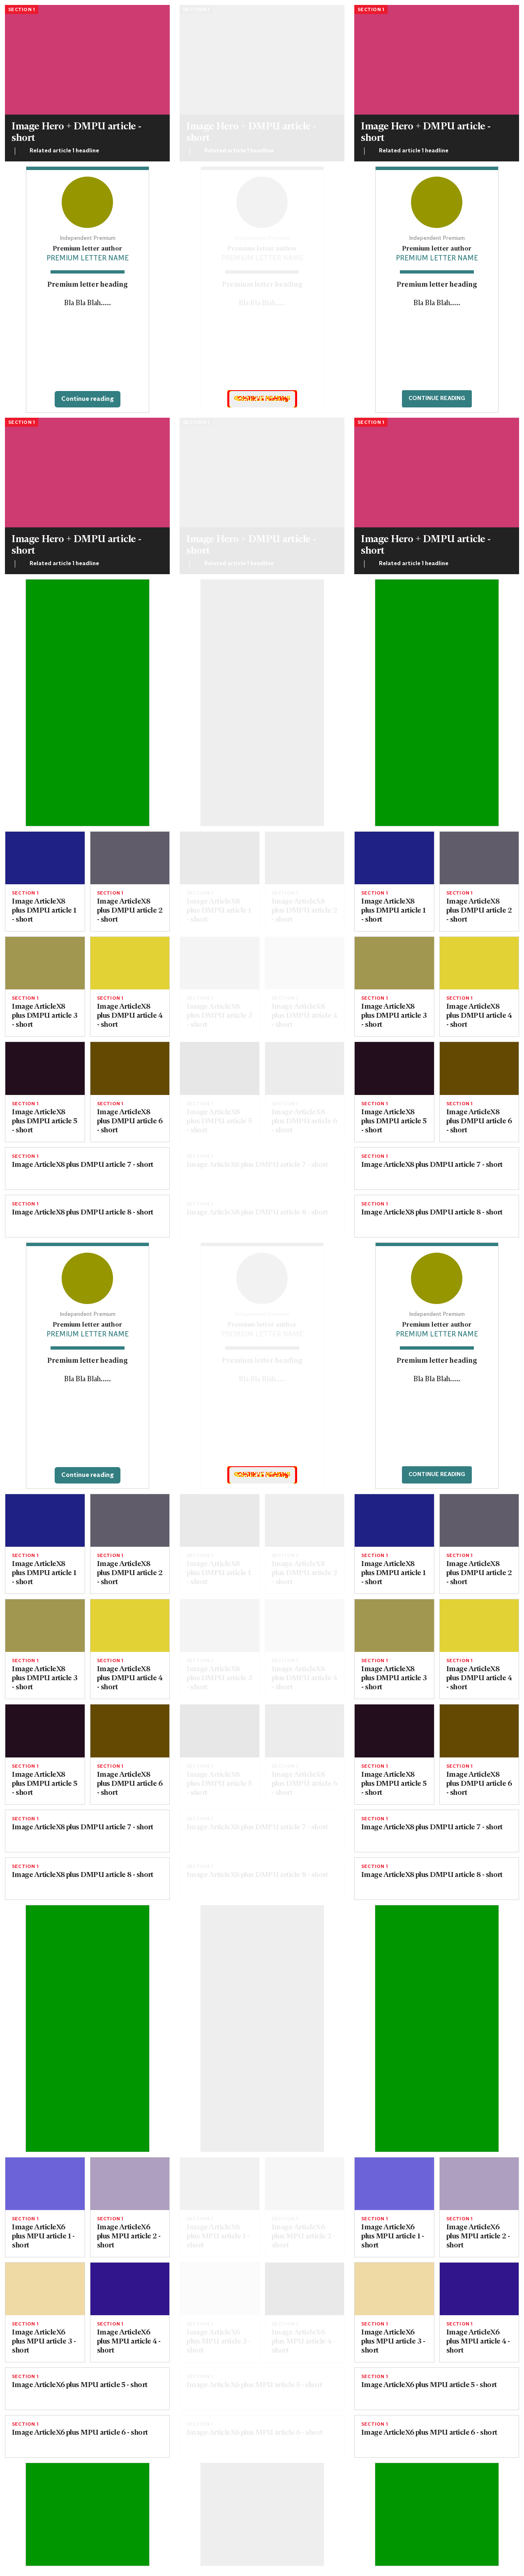 SECTION 1
Image Hero + DMPU article -
short
Related article 1 headline
Independent Premium
Premium letter author
PREMIUM LETTER NAME
Premium letter heading
Bla Bla Blah......
Continue reading
SECTION 1
Image Hero + DMPU article -
short
Related article 1 headline
SECTION 1
Image ArticleX8
plus DMPU article 1
- short
SECTION 1
Image ArticleX8
plus DMPU article 2
- short
SECTION 1
Image ArticleX8
plus DMPU article 3
- short
SECTION 1
Image ArticleX8
plus DMPU article 4
- short
SECTION 1
Image ArticleX8
plus DMPU article 5
- short
SECTION 1
Image ArticleX8
plus DMPU article 6
- short
SECTION 1
Image ArticleX8 plus DMPU article 7 - short
SECTION 1
Image ArticleX8 plus DMPU article 8 - short
Independent Premium
Premium letter author
PREMIUM LETTER NAME
Premium letter heading
Bla Bla Blah......
Continue reading
SECTION 1
Image ArticleX8
plus DMPU article 1
- short
SECTION 1
Image ArticleX8
plus DMPU article 2
- short
SECTION 1
Image ArticleX8
plus DMPU article 3
- short
SECTION 1
Image ArticleX8
plus DMPU article 4
- short
SECTION 1
Image ArticleX8
plus DMPU article 5
- short
SECTION 1
Image ArticleX8
plus DMPU article 6
- short
SECTION 1
Image ArticleX8 plus DMPU article 7 - short
SECTION 1
Image ArticleX8 plus DMPU article 8 - short
SECTION 1
Image ArticleX6
plus MPU article 1 -
short
SECTION 1
Image ArticleX6
plus MPU article 2 -
short
SECTION 1
Image ArticleX6
plus MPU article 3 -
short
SECTION 1
Image ArticleX6
plus MPU article 4 -
short
SECTION 1
Image ArticleX6 plus MPU article 5 - short
SECTION 1
Image ArticleX6 plus MPU article 6 - short
SECTION 1
Image Hero + DMPU article -
short
Related article 1 headline
Premium letter author
PREMIUM LETTER NAME
Premium letter heading
Bla Bla Blah......
SECTION 1
Image Hero + DMPU article -
short
Related article 1 headline
SECTION 1
Image ArticleX8
plus DMPU article 1
- short
SECTION 1
Image ArticleX8
plus DMPU article 2
- short
SECTION 1
Image ArticleX8
plus DMPU article 3
- short
SECTION 1
Image ArticleX8
plus DMPU article 4
- short
SECTION 1
Image ArticleX8
plus DMPU article 5
- short
SECTION 1
Image ArticleX8
plus DMPU article 6
- short
SECTION 1
Image ArticleX8 plus DMPU article 7 - short
SECTION 1
Image ArticleX8 plus DMPU article 8 - short
Premium letter author
PREMIUM LETTER NAME
Premium letter heading
Bla Bla Blah......
SECTION 1
Image ArticleX8
plus DMPU article 1
- short
SECTION 1
Image ArticleX8
plus DMPU article 2
- short
SECTION 1
Image ArticleX8
plus DMPU article 3
- short
SECTION 1
Image ArticleX8
plus DMPU article 4
- short
SECTION 1
Image ArticleX8
plus DMPU article 5
- short
SECTION 1
Image ArticleX8
plus DMPU article 6
- short
SECTION 1
Image ArticleX8 plus DMPU article 7 - short
SECTION 1
Image ArticleX8 plus DMPU article 8 - short
SECTION 1
Image ArticleX6
plus MPU article 1 -
short
SECTION 1
Image ArticleX6
plus MPU article 2 -
short
SECTION 1
Image ArticleX6
plus MPU article 3 -
short
SECTION 1
Image ArticleX6
plus MPU article 4 -
short
SECTION 1
Image ArticleX6 plus MPU article 5 - short
SECTION 1
Image ArticleX6 plus MPU article 6 - short
SECTION 1
Image Hero + DMPU article -
short
Related article 1 headline
Independent Premium
Premium letter author
PREMIUM LETTER NAME
Premium letter heading
Bla Bla Blah......
CONTINUE READING
SECTION 1
Image Hero + DMPU article -
short
Related article 1 headline
SECTION 1
Image ArticleX8
plus DMPU article 1
- short
SECTION 1
Image ArticleX8
plus DMPU article 2
- short
SECTION 1
Image ArticleX8
plus DMPU article 3
- short
SECTION 1
Image ArticleX8
plus DMPU article 4
- short
SECTION 1
Image ArticleX8
plus DMPU article 5
- short
SECTION 1
Image ArticleX8
plus DMPU article 6
- short
SECTION 1
Image ArticleX8 plus DMPU article 7 - short
SECTION 1
Image ArticleX8 plus DMPU article 8 - short
Independent Premium
Premium letter author
PREMIUM LETTER NAME
Premium letter heading
Bla Bla Blah......
CONTINUE READING
SECTION 1
Image ArticleX8
plus DMPU article 1
- short
SECTION 1
Image ArticleX8
plus DMPU article 2
- short
SECTION 1
Image ArticleX8
plus DMPU article 3
- short
SECTION 1
Image ArticleX8
plus DMPU article 4
- short
SECTION 1
Image ArticleX8
plus DMPU article 5
- short
SECTION 1
Image ArticleX8
plus DMPU article 6
- short
SECTION 1
Image ArticleX8 plus DMPU article 7 - short
SECTION 1
Image ArticleX8 plus DMPU article 8 - short
SECTION 1
Image ArticleX6
plus MPU article 1 -
short
SECTION 1
Image ArticleX6
plus MPU article 2 -
short
SECTION 1
Image ArticleX6
plus MPU article 3 -
short
SECTION 1
Image ArticleX6
plus MPU article 4 -
short
SECTION 1
Image ArticleX6 plus MPU article 5 - short
SECTION 1
Image ArticleX6 plus MPU article 6 - short